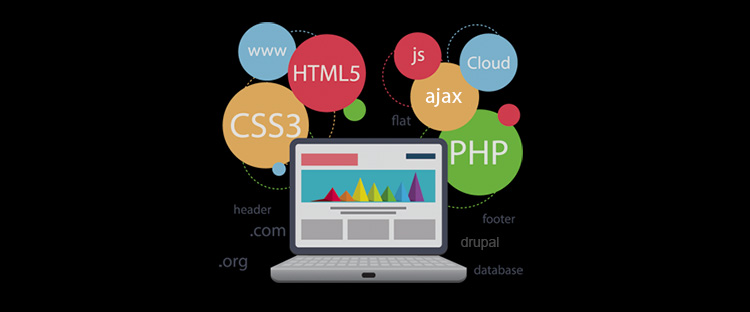 www
HTML5
CSS3
js
Cloud
ajax
flat
PHP
header
.com
.org
footer
drupal
database